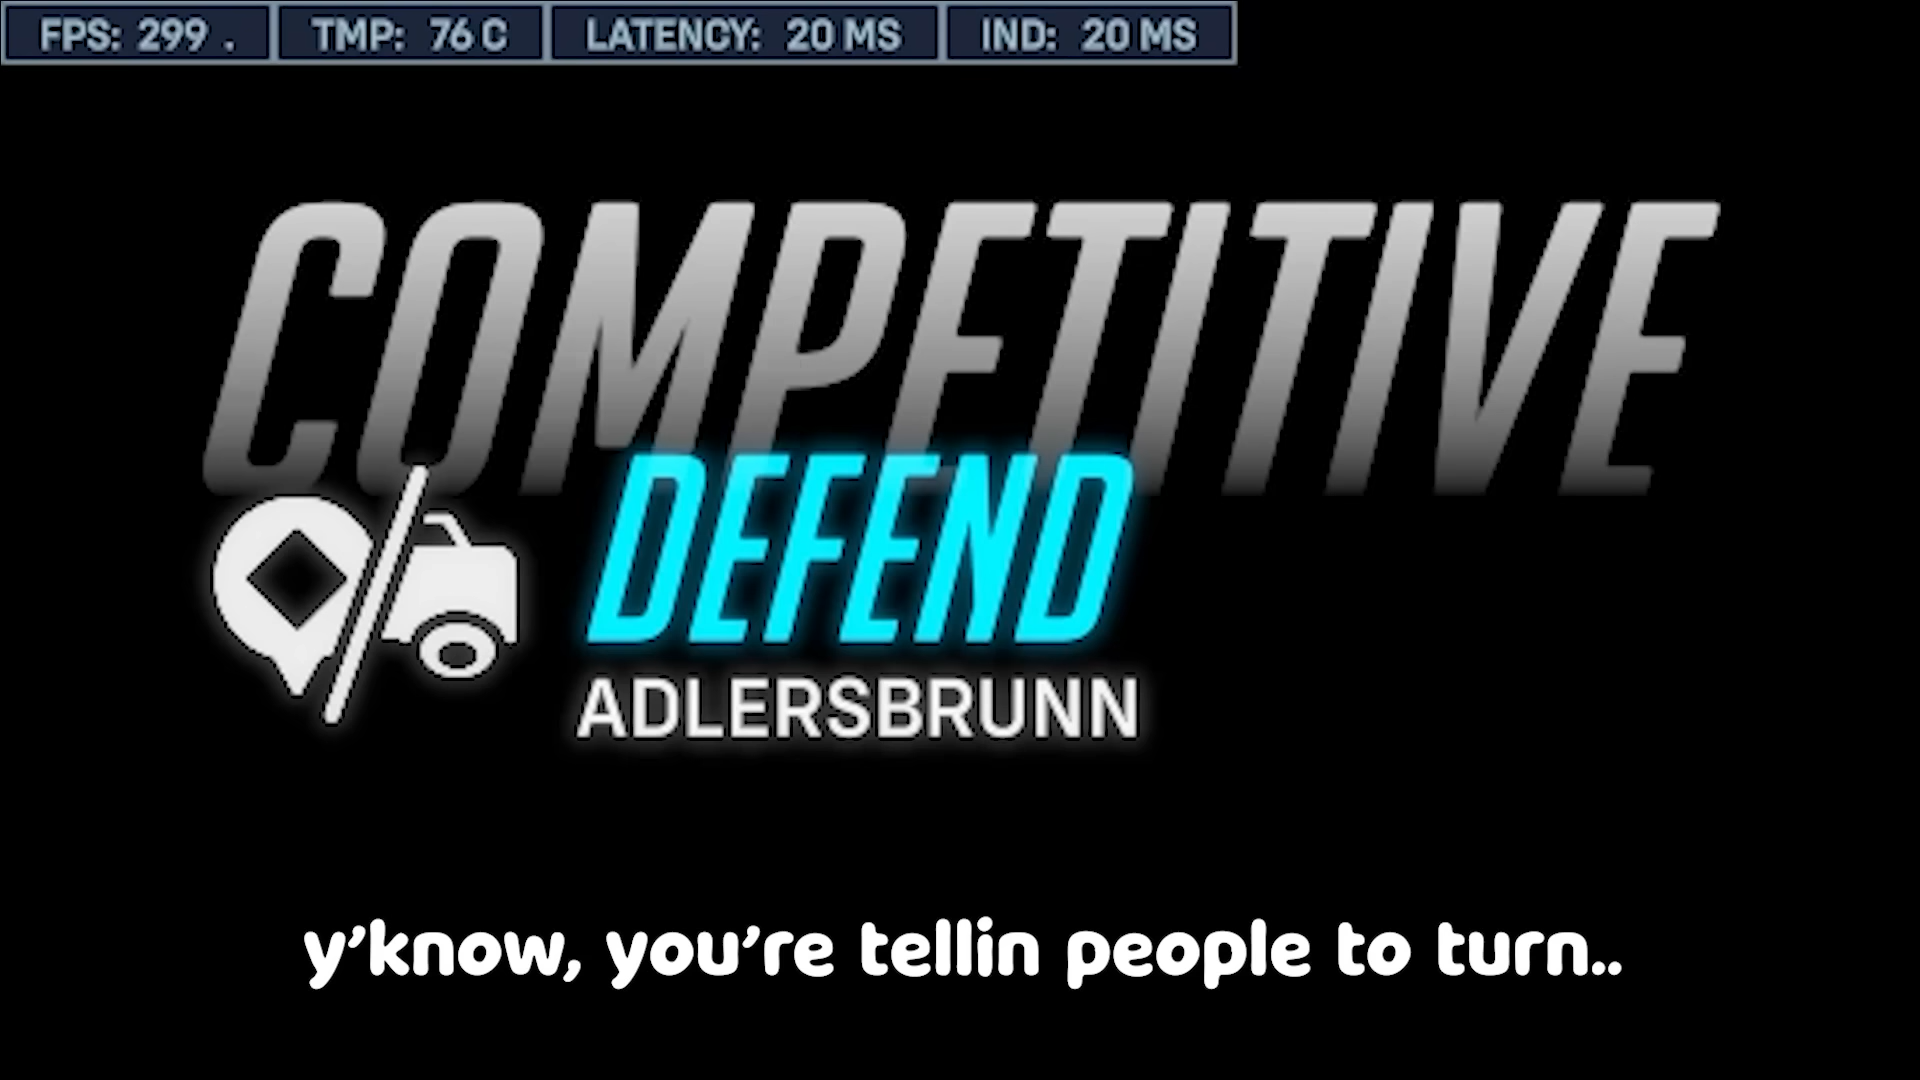 FPS: 299 . TMP: 76 C LATENCY: 20 MS IND: 20 MS
COMPETITIVE
DEFEND
ADLERSBRUNN
y'know, you're tellin people to turn..